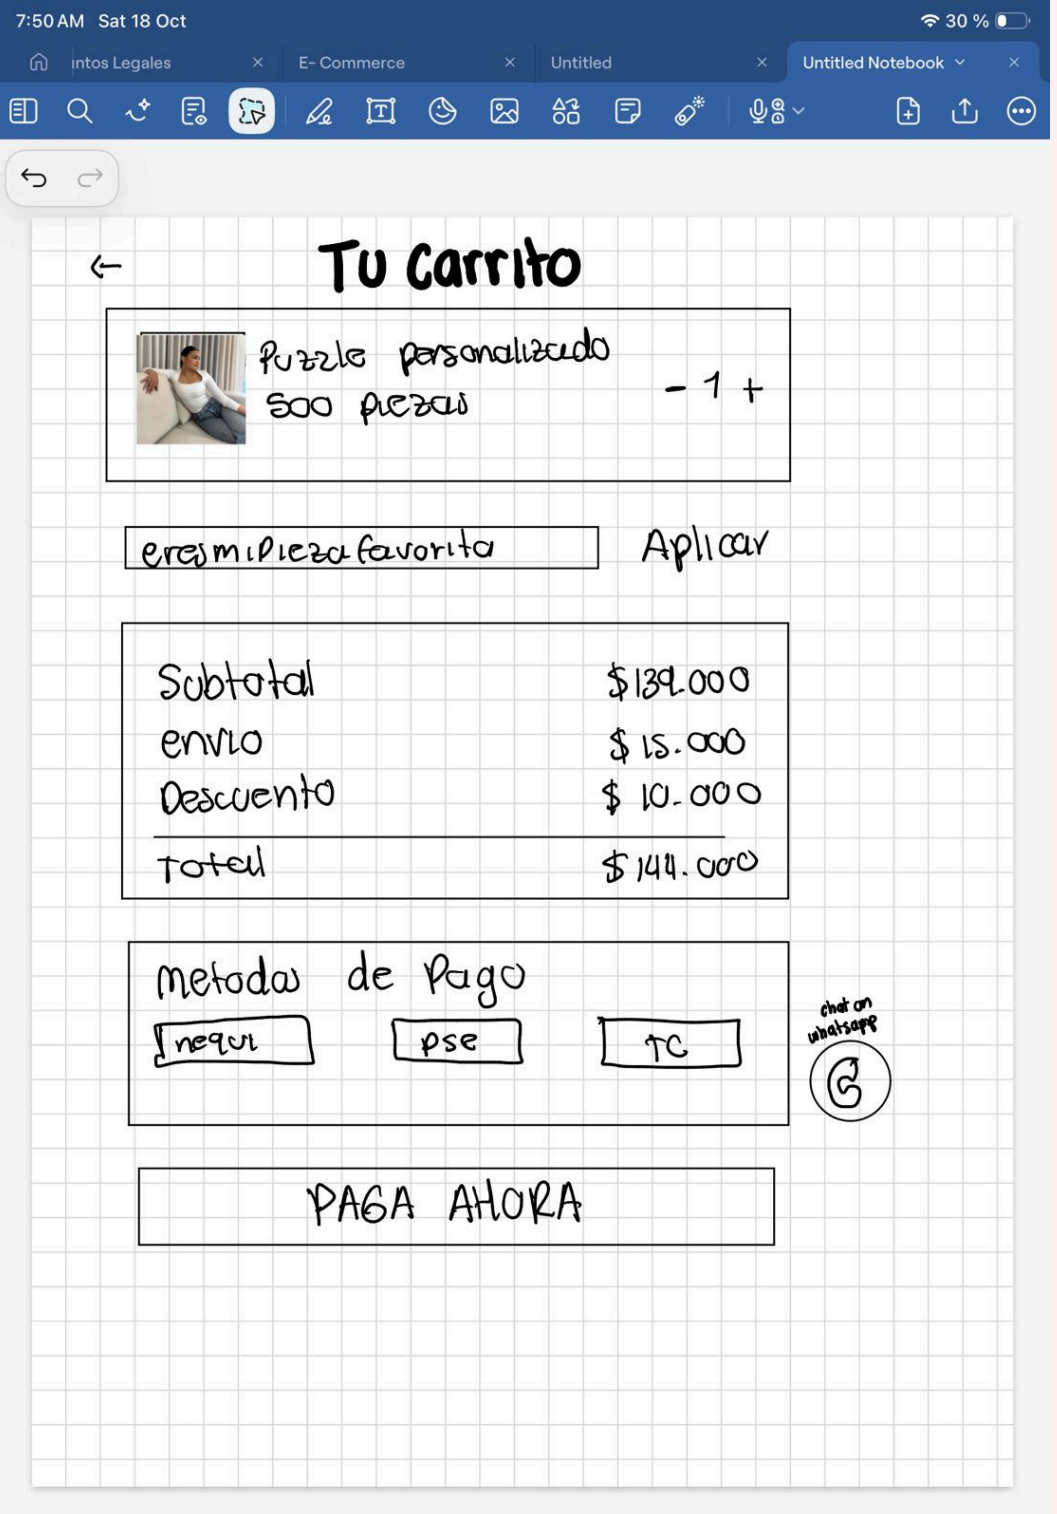 7:50 AM Sat 18 Oct
30 %
intos Legales
E- Commerce
Untitled
Untitled Notebook
← Tu Carrito
Puzzle personalizado
500 piezas
- 1 +
eresmipiezafavorita
Aplicar
Subtotal $139.000
envio $15.000
Descuento $ 10.000
Total $144.000
metodos de Pago
nequi
pse
TC
chat on
whatsapp
PAGA AHORA